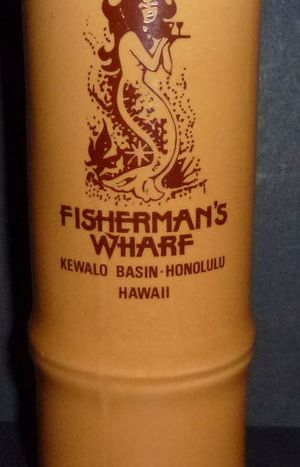 FISHERMAN'S
WHARF
KEWALO BASIN · HONOLULU
HAWAII